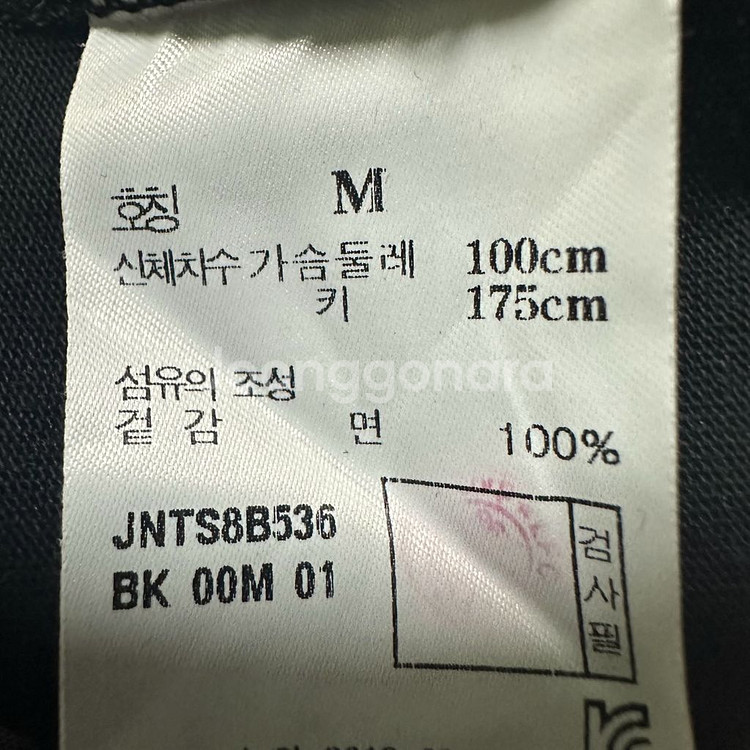 호칭 M
신체치수 가슴둘레 100cm
키 175cm
joonggonara
섬유의 조성
겉감 면 100%
JNTS8B536
BK 00M 01
검사필